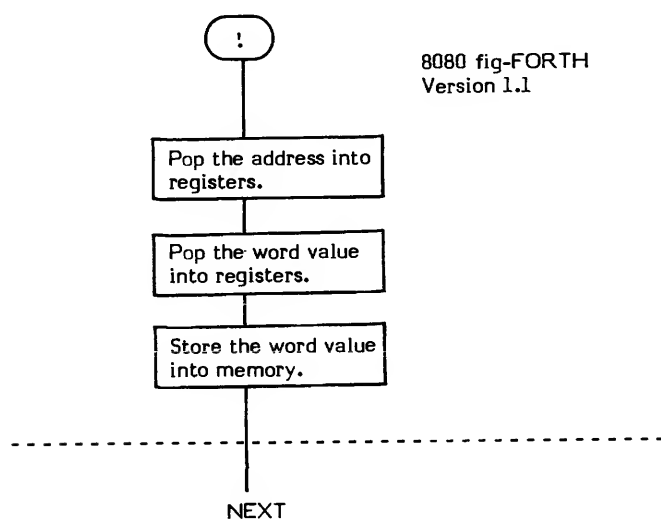 !
8080 fig-FORTH
Version 1.1
Pop the address into
registers.
Pop the word value
into registers.
Store the word value
into memory.
NEXT